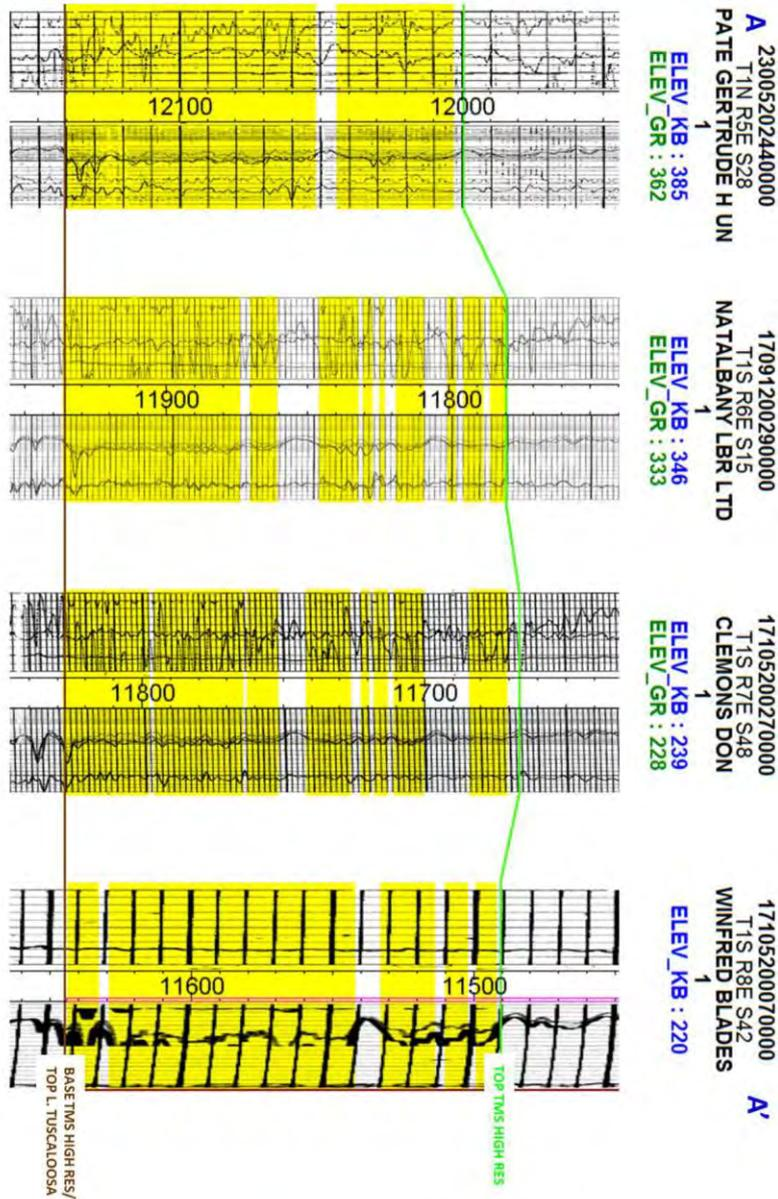 A
23005202440000
T1N R5E S28
PATE GERTRUDE H UN
1
ELEV_KB : 385
ELEV_GR : 362
12000
12100
17091200290000
T1S R6E S15
NATALBANY LBR L TD
1
ELEV_KB : 346
ELEV_GR : 333
11800
11900
17105200270000
T1S R7E S48
CLEMONS DON
1
ELEV_KB : 239
ELEV_GR : 228
11700
11800
17105200070000
T1S R8E S42
WINFRED BLADES
1
A'
ELEV_KB : 220
11500
11600
TOP TMS HIGH RES
BASE TMS HIGH RES/
TOP L. TUSCALOOSA